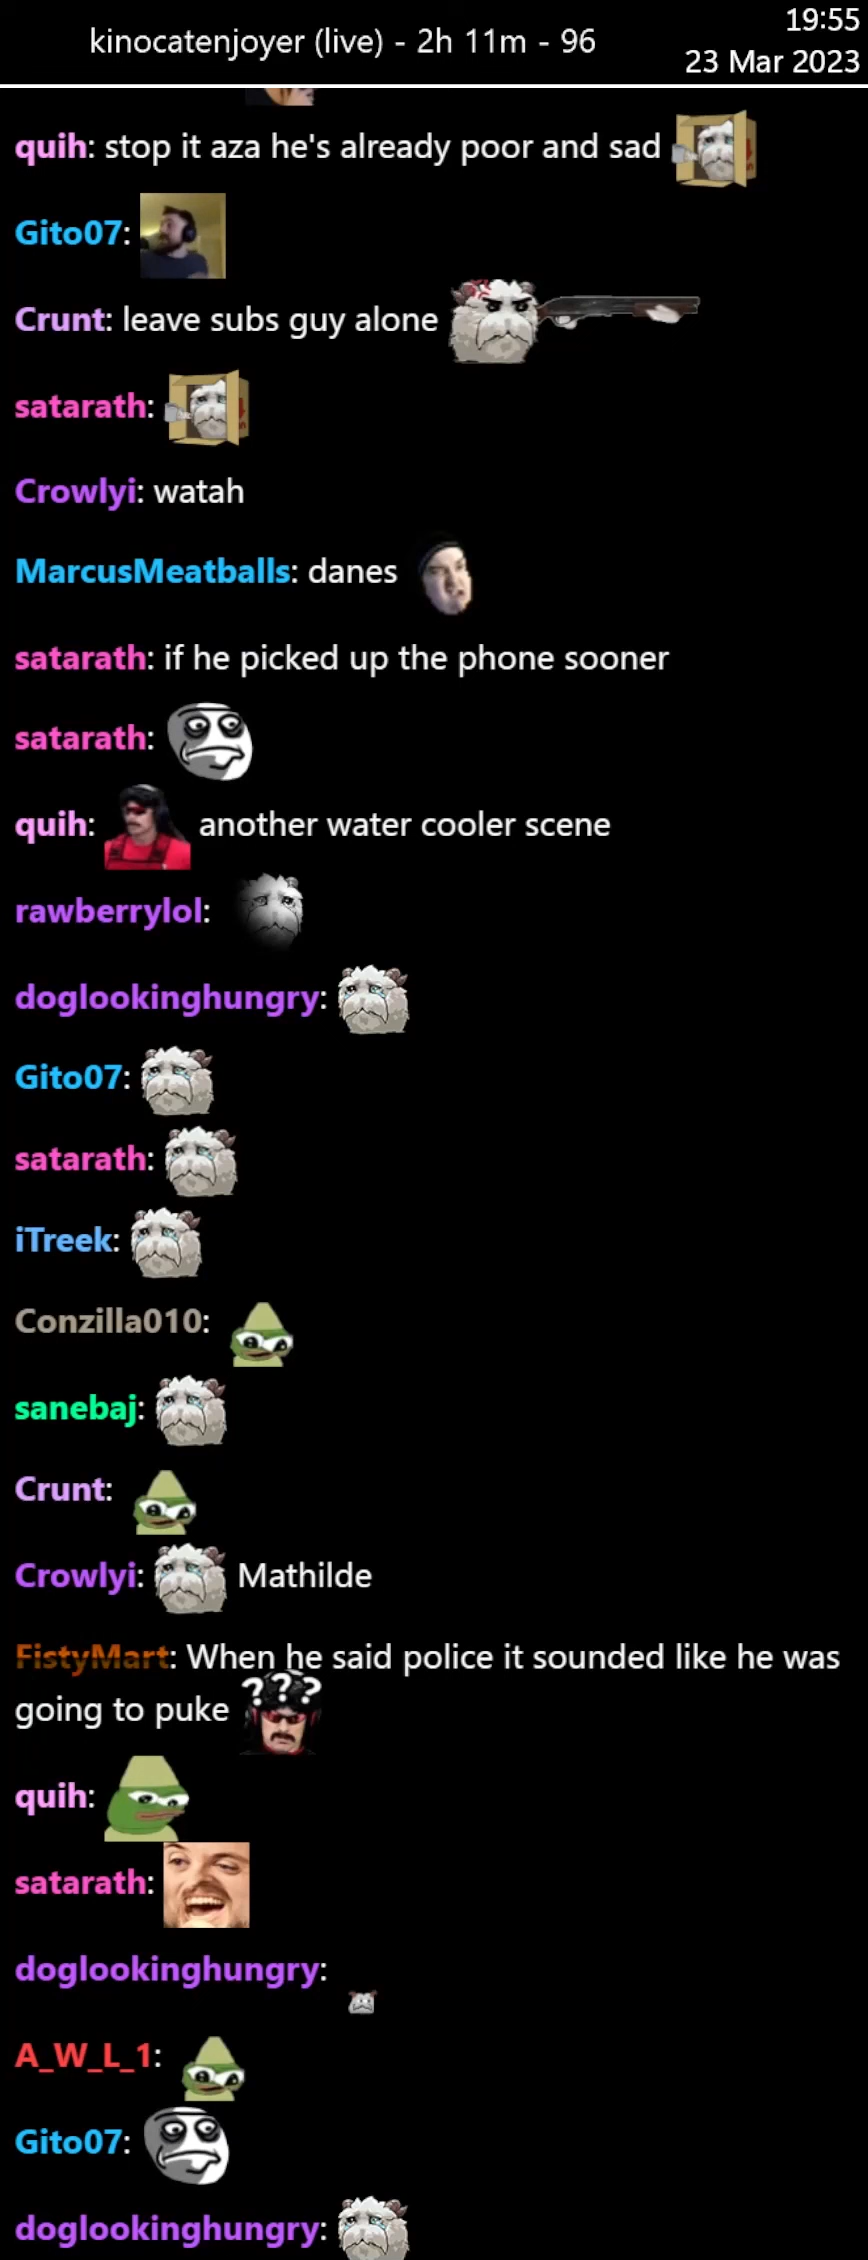 kinocatenjoyer (live) - 2h 11m - 96
19:55
23 Mar 2023
quih: stop it aza he's already poor and sad
Gito07:
Crunt: leave subs guy alone
satarath:
Crowlyi: watah
MarcusMeatballs: danes
satarath: if he picked up the phone sooner
satarath:
quih: another water cooler scene
rawberrylol:
doglookinghungry:
Gito07:
satarath:
iTreek:
Conzilla010:
sanebaj:
Crunt:
Crowlyi: Mathilde
FistyMart: When he said police it sounded like he was
going to puke
???
quih:
satarath:
doglookinghungry:
A_W_L_1:
Gito07:
doglookinghungry: